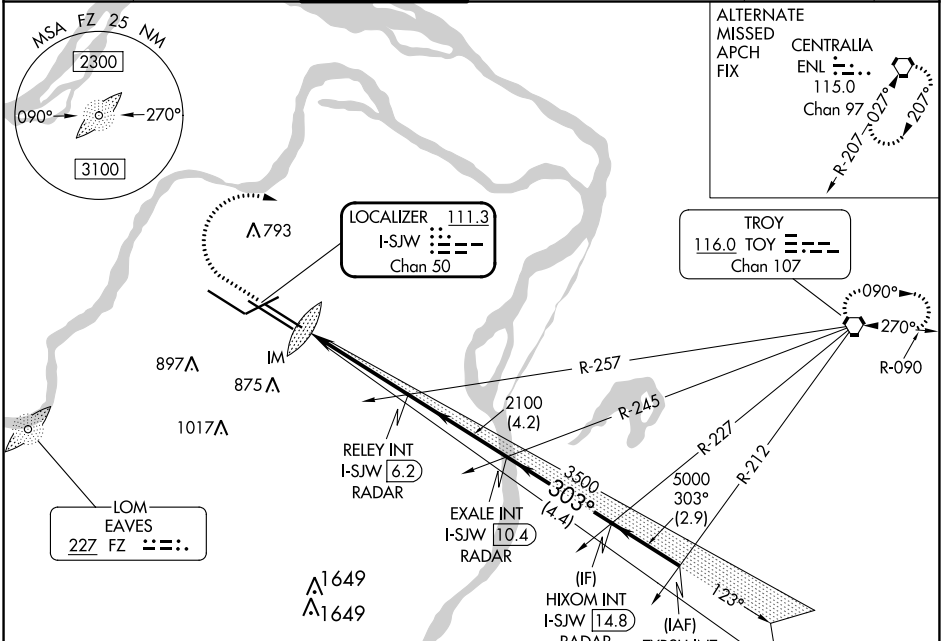 MSA FZ 25 NM
2300
090°
270°
3100
ALTERNATE
MISSED
APCH
FIX
CENTRALIA
ENL
115.0
Chan 97
R-207
027°
207°
793
LOCALIZER 111.3
I-SJW
Chan 50
TROY
116.0 TOY
Chan 107
090°
270°
R-090
IM
897
875
1017
R-257
2100
(4.2)
R-245
R-227
R-212
RELEY INT
I-SJW 6.2
RADAR
3500
303°
(4.4)
5000
303°
(2.9)
EXALE INT
I-SJW 10.4
RADAR
LOM
EAVES
227 FZ
1649
1649
(IF)
HIXOM INT
I-SJW 14.8
RADAR
(IAF)
123°